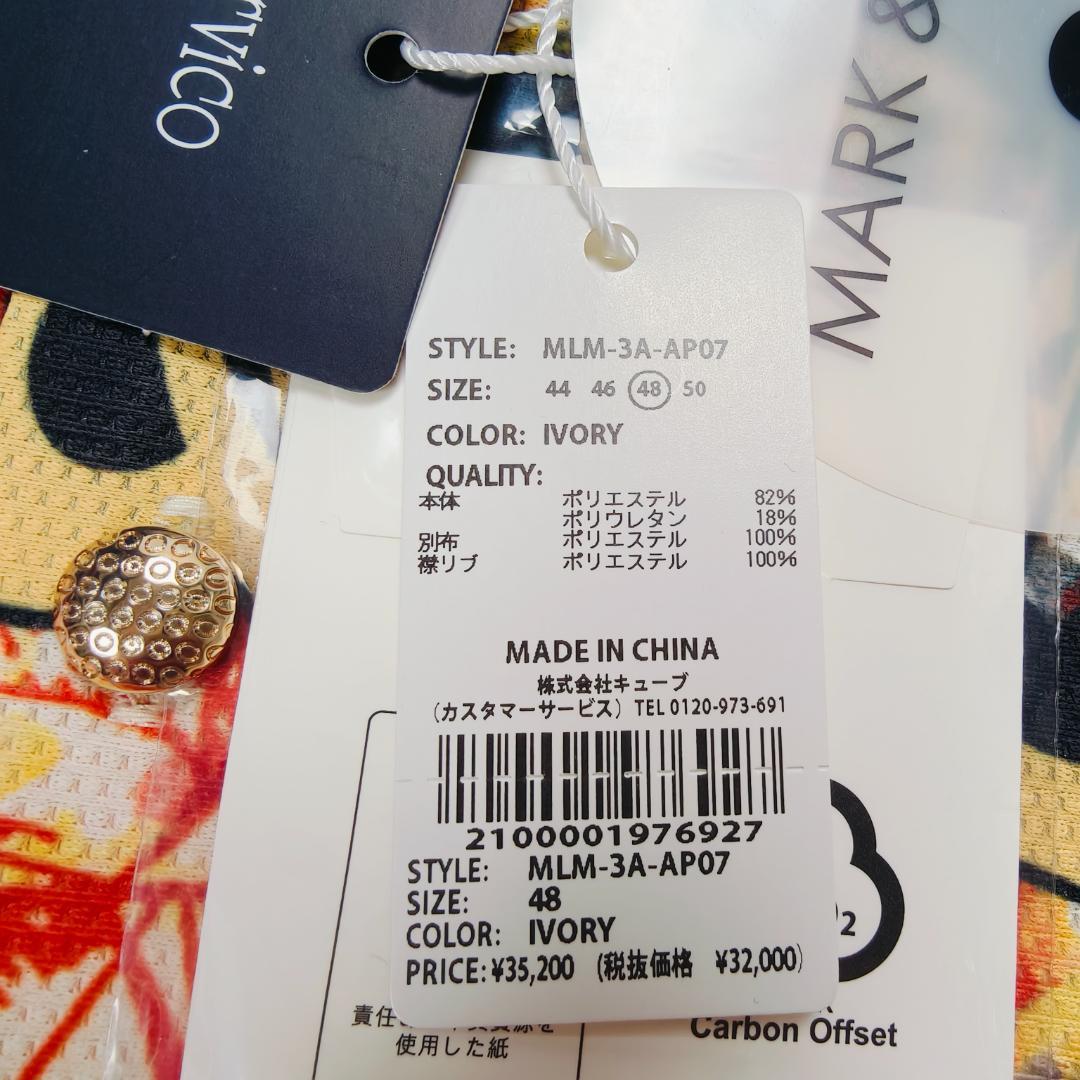 rvico
MARK &
STYLE: MLM-3A-AP07
SIZE: 44 46 48 50
COLOR: IVORY
QUALITY:
本体 ポリエステル 82%
ポリウレタン 18%
別布 ポリエステル 100%
襟リブ ポリエステル 100%
MADE IN CHINA
株式会社キューブ
(カスタマーサービス) TEL 0120-973-691
2100001976927
STYLE: MLM-3A-AP07
SIZE: 48
COLOR: IVORY
PRICE: ¥35,200 (税抜価格 ¥32,000)
2
責任
使用した紙
Carbon Offset